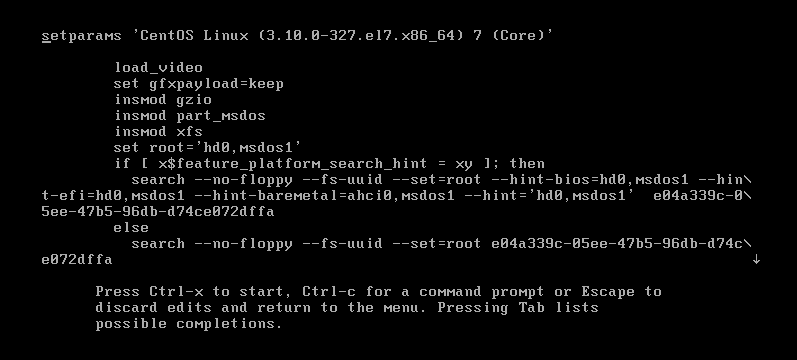 setparams 'CentOS Linux (3.10.0-327.el7.x86_64) 7 (Core)'
load_video
set gfxpayload=keep
insmod gzio
insmod part_msdos
insmod xfs
set root='hd0,msdos1'
if [ x$feature_platform_search_hint = xy ]; then
search --no-floppy --fs-uuid --set=root --hint-bios=hd0,msdos1 --hin\
t-efi=hd0,msdos1 --hint-baremetal=ahci0,msdos1 --hint='hd0,msdos1'  e04a339c-0\
5ee-47b5-96db-d74ce072dffa
else
search --no-floppy --fs-uuid --set=root e04a339c-05ee-47b5-96db-d74c\
e072dffa ↓
Press Ctrl-x to start, Ctrl-c for a command prompt or Escape to
discard edits and return to the menu. Pressing Tab lists
possible completions.